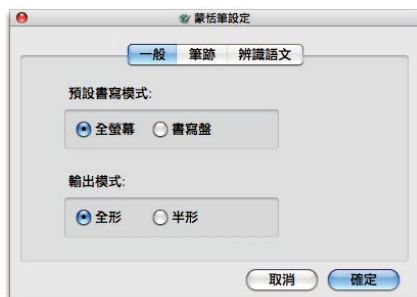 蒙恬筆設定
一般 筆跡 辨識語文
預設書寫模式:
全螢幕 書寫盤
輸出模式:
全形 半形
取消 確定